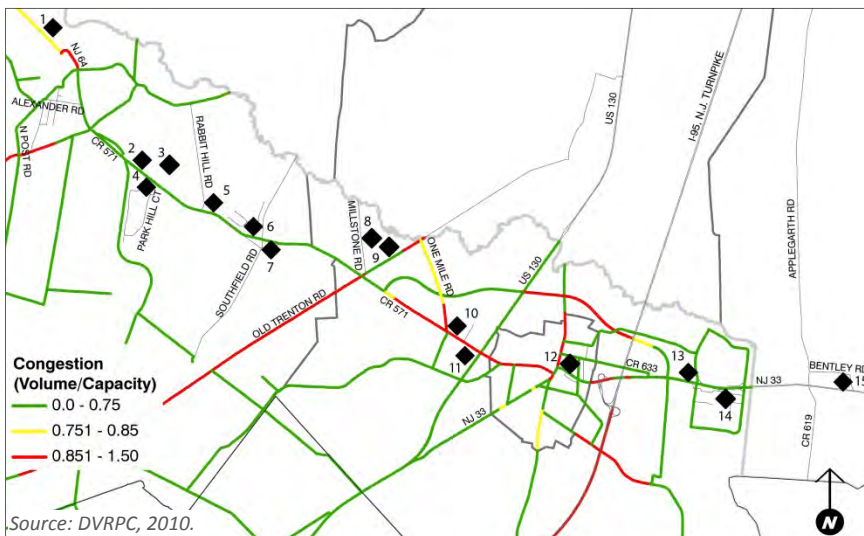 1
NJ 64
ALEXANDER RD
N POST RD
CR 571
2
3
4
PARK HILL CT
RABBIT HILL RD
5
6
7
SOUTHFIELD RD
8
9
MILLSTONE RD
ONE MILE RD
OLD TRENTON RD
CR 571
10
11
US 130
US 130
I-95, N.J. TURNPIKE
12
CR 633
NJ 33
13
14
NJ 33
APPLEGARTH RD
BENTLEY RD
15
CR 619
Congestion
(Volume/Capacity)
0.0 - 0.75
0.751 - 0.85
0.851 - 1.50
Source: DVRPC, 2010.
N